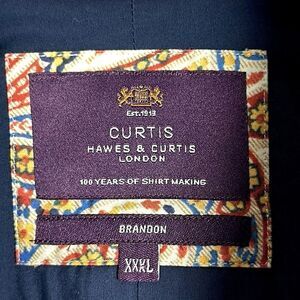 Est.1913
CURTIS
HAWES & CURTIS
LONDON
100 YEARS OF SHIRT MAKING
BRANDON
XXXL